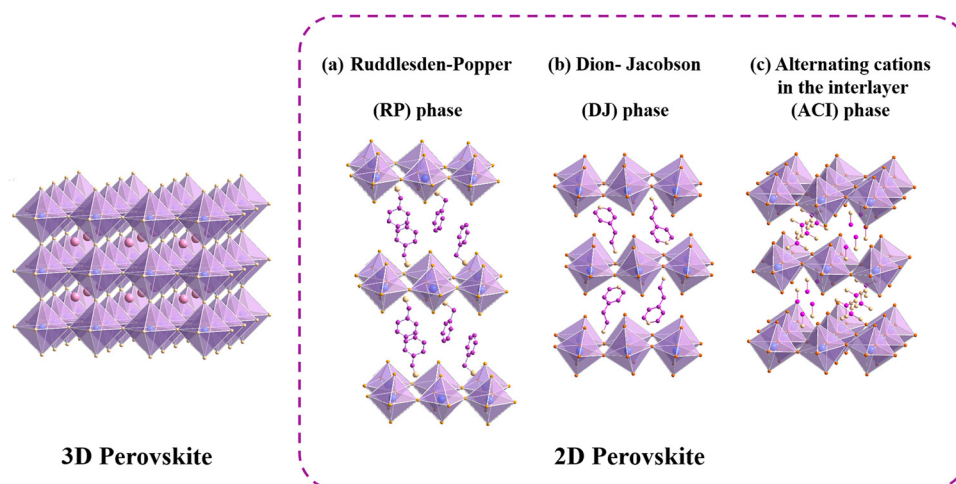 (a) Ruddlesden-Popper
(RP) phase
(b) Dion- Jacobson
(DJ) phase
(c) Alternating cations
in the interlayer
(ACI) phase
3D Perovskite
2D Perovskite